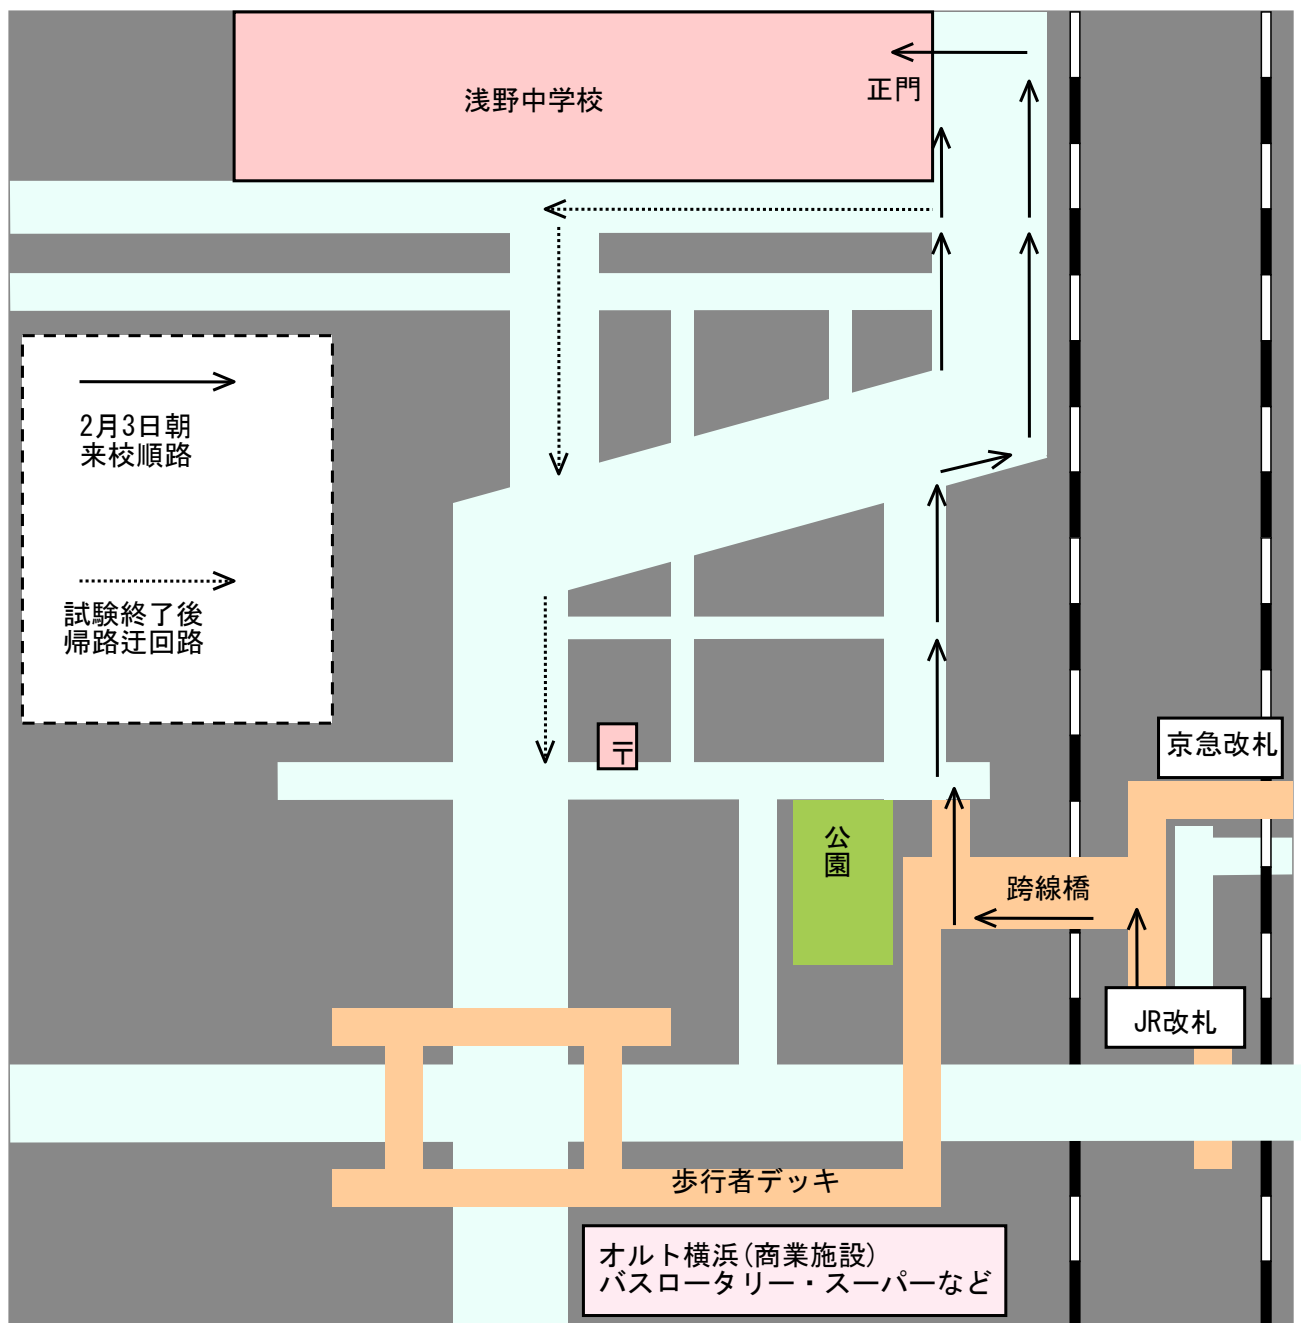 浅野中学校
正門
2月3日朝
来校順路
試験終了後
帰路迂回路
〒
京急改札
公
園
跨線橋
JR改札
歩行者デッキ
オルト横浜(商業施設)
バスロータリー・スーパーなど